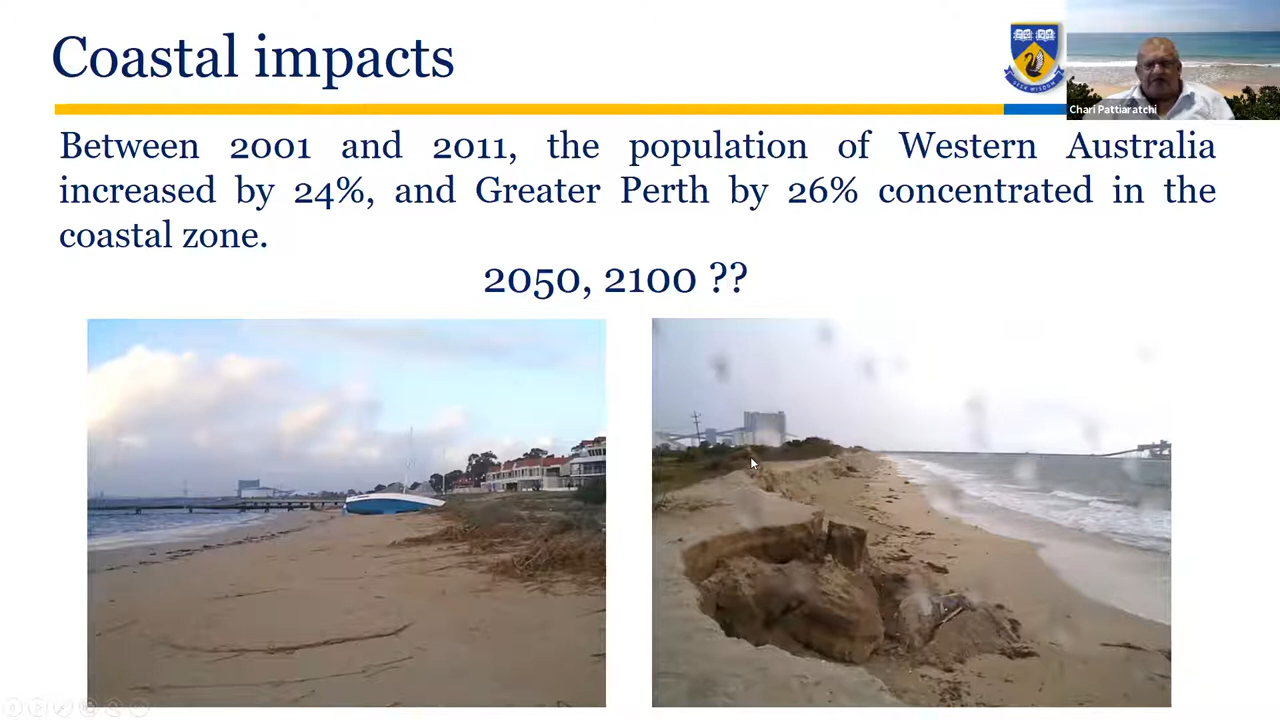 Coastal impacts
Chari Pattiaratchi
Between 2001 and 2011, the population of Western Australia
increased by 24%, and Greater Perth by 26% concentrated in the
coastal zone.
2050, 2100 ??